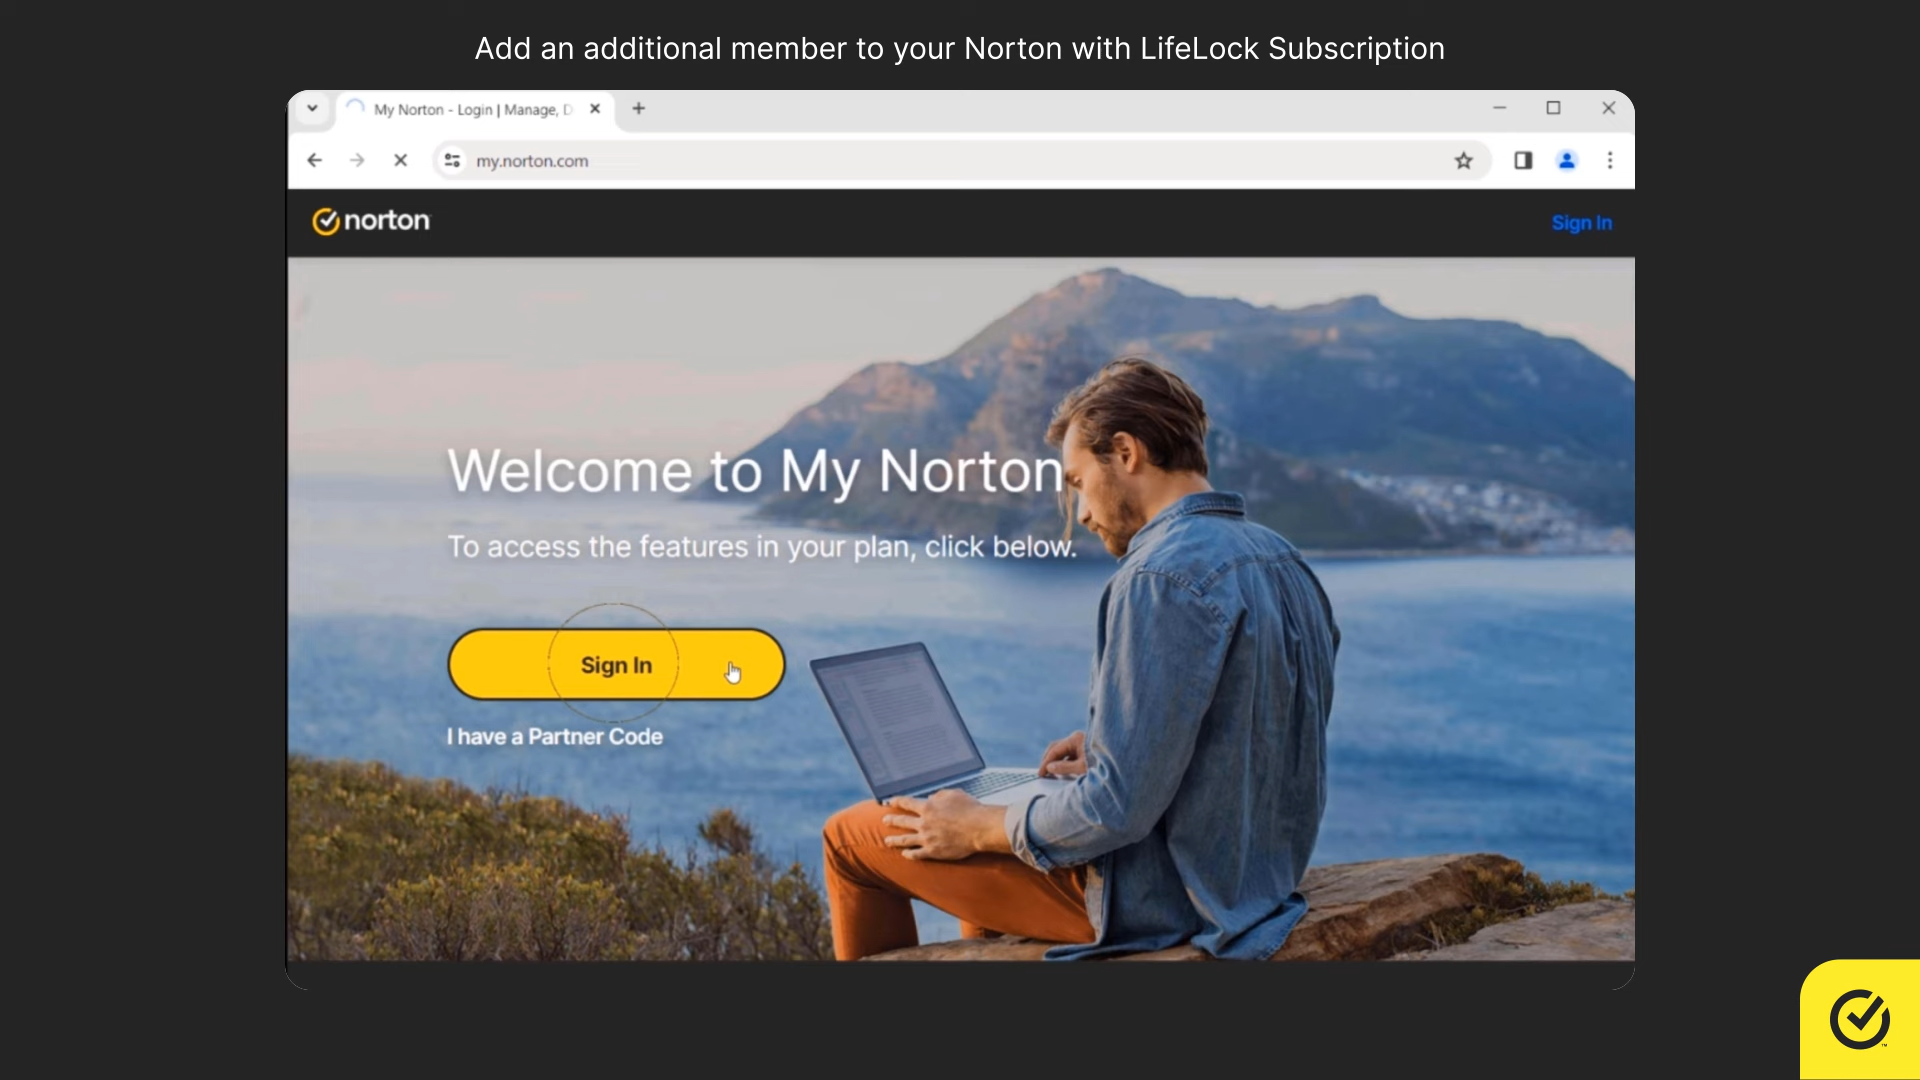 Add an additional member to your Norton with LifeLock Subscription
My Norton - Login | Manage, D
my.norton.com
norton
Sign In
Welcome to My Norton
To access the features in your plan, click below.
Sign In
I have a Partner Code